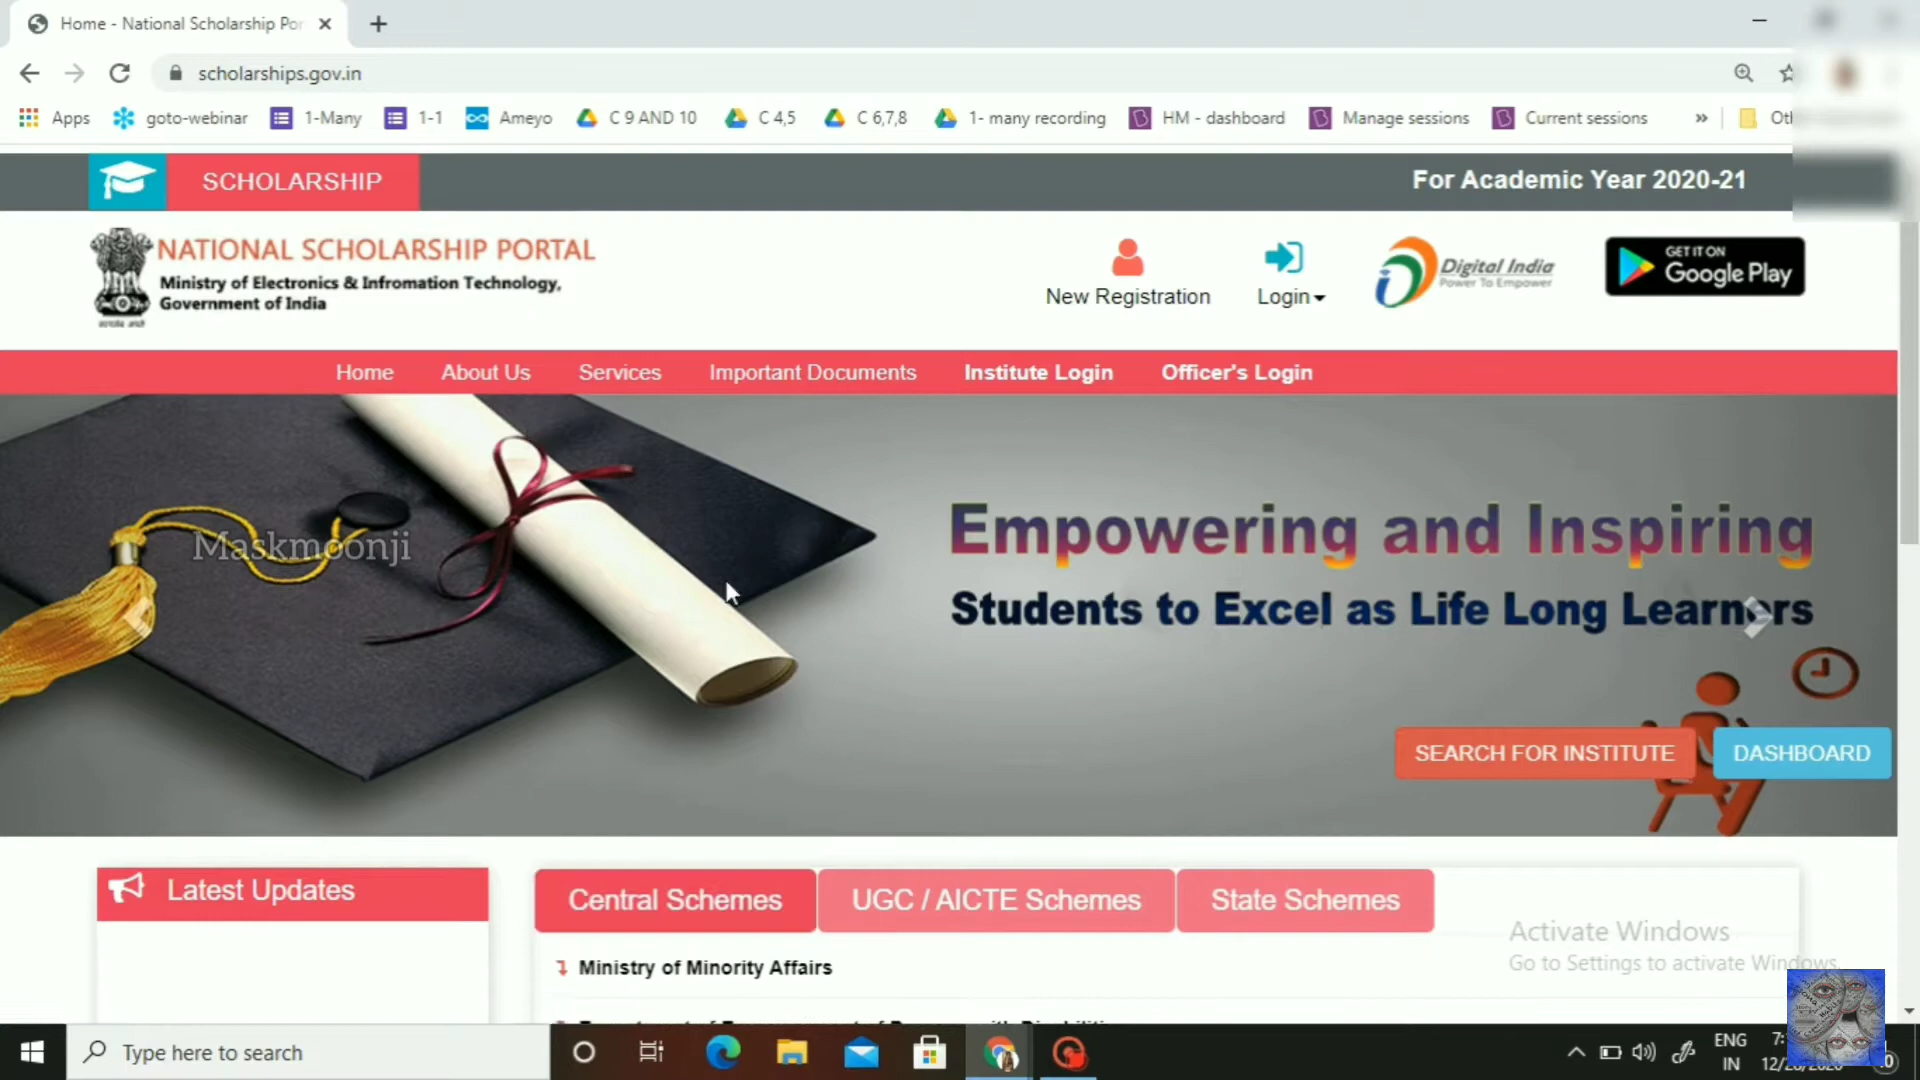 Home - National Scholarship Por
scholarships.gov.in
Apps
goto-webinar
1-Many
1-1
Ameyo
C 9 AND 10
C 4,5
C 6,7,8
1- many recording
HM - dashboard
Manage sessions
Current sessions
»
SCHOLARSHIP
For Academic Year 2020-21
NATIONAL SCHOLARSHIP PORTAL
Ministry of Electronics & Infromation Technology,
Government of India
New Registration
Login
Digital India
Power To Empower
GET IT ON
Google Play
Home
About Us
Services
Important Documents
Institute Login
Officer's Login
Maskmoonji
Empowering and Inspiring
Students to Excel as Life Long Learners
SEARCH FOR INSTITUTE
DASHBOARD
Latest Updates
Central Schemes
UGC / AICTE Schemes
State Schemes
Ministry of Minority Affairs
Activate Windows
Go to Settings to activate Windows.
Type here to search
ENG
IN